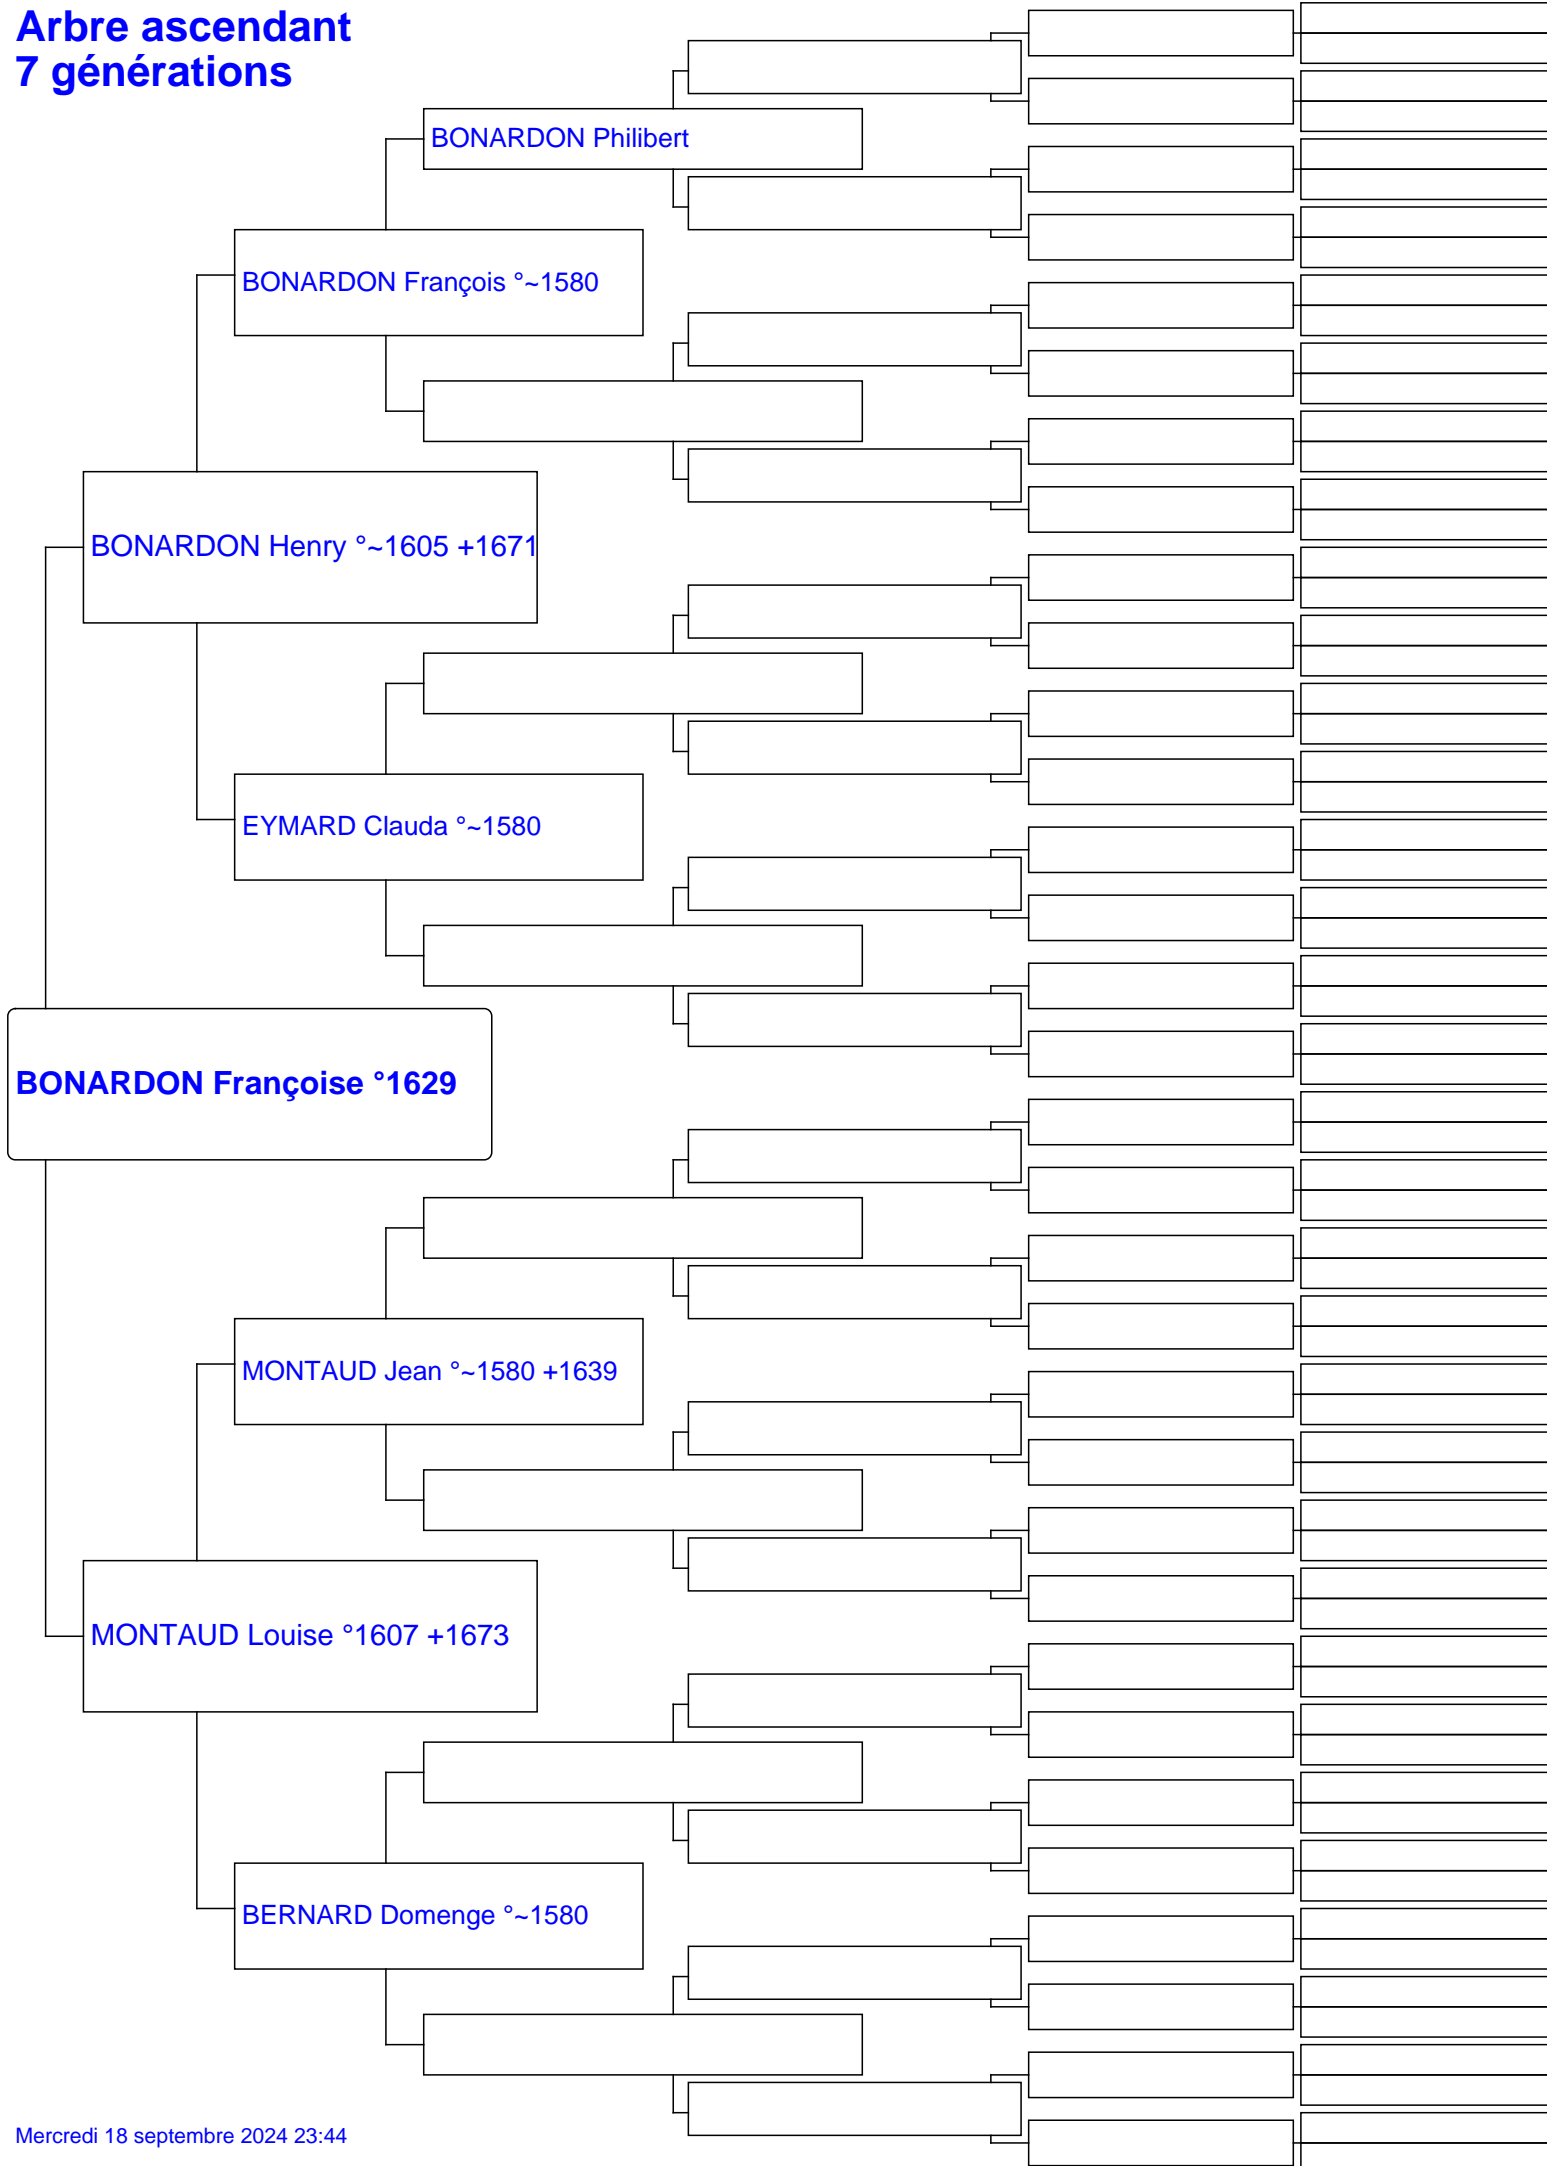 Arbre ascendant
7 générations
BONARDON Philibert
BONARDON François °~1580
BONARDON Henry °~1605 +1671
EYMARD Clauda °~1580
BONARDON Françoise °1629
MONTAUD Jean °~1580 +1639
MONTAUD Louise °1607 +1673
BERNARD Domenge °~1580
Mercredi 18 septembre 2024 23:44